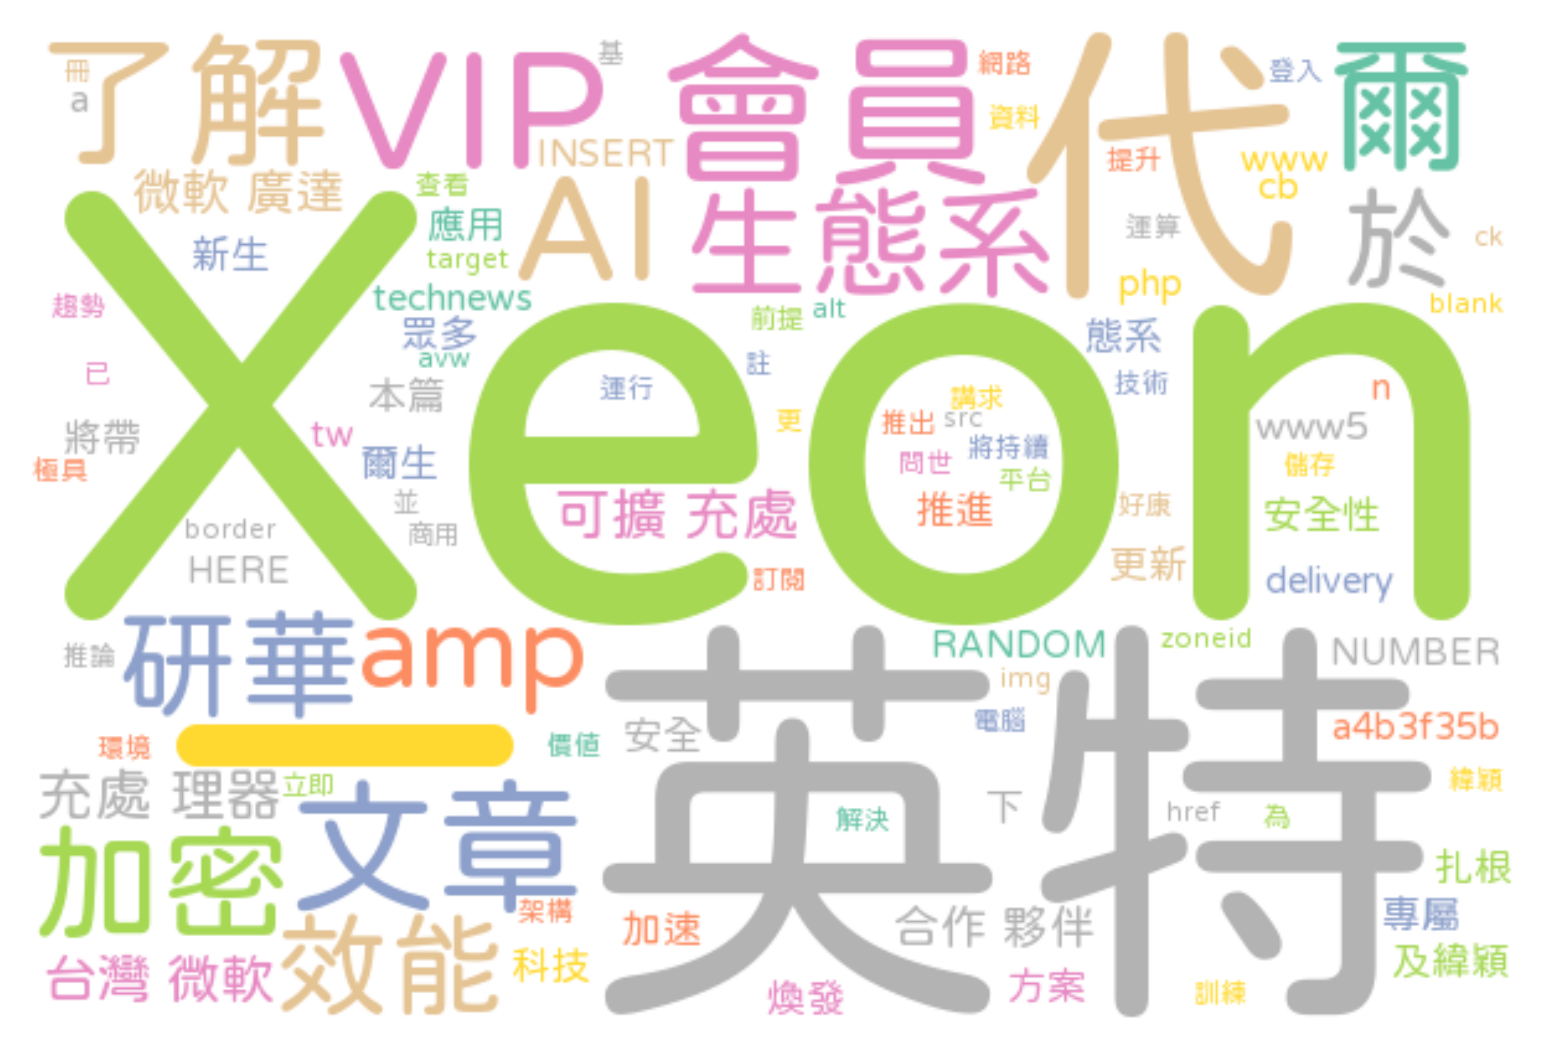 了解
冊
a
VIP
基
會員
網路
代
登入
爾
資料
INSERT
提升
www
cb
微軟 廣達
查看
AI
生態系
於
應用
運算
新生
target
ck
php
technews
趨勢
前提
alt
blank
眾多
態系
Xeon
avw
註
已
運行
技術
本篇
講求
n
更
推出
src
www5
將帶
tw
將持續
爾生
問世
儲存
極具
平台
並
可擴 充處
推進
好康
安全性
border
商用
HERE
訂閱
更新
delivery
推論
研華
amp
RANDOM
zoneid
NUMBER
英特
img
電腦
a4b3f35b
環境
一
價值
安全
充處 理器
立即
緯穎
文章
下
href
為
解決
加密
扎根
架構
專屬
效能
加速
合作 夥伴
台灣 微軟
科技
及緯穎
煥發
方案
訓練